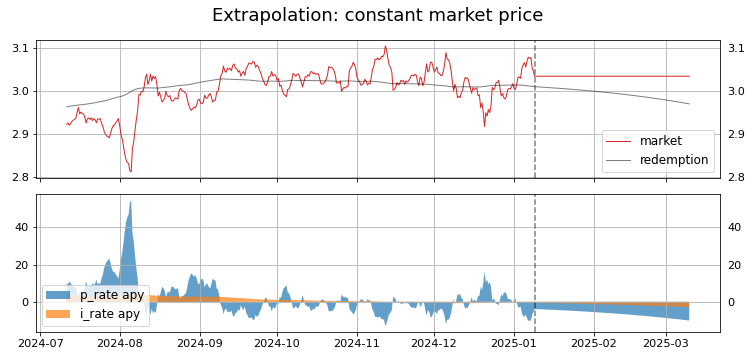 Extrapolation: constant market price
3.1 3.1
3.0 3.0
2.9 2.9
2.8 2.8
market
redemption
40 40
20 20
0 0
p_rate apy
i_rate apy
2024-07 2024-08 2024-09 2024-10 2024-11 2024-12 2025-01 2025-02 2025-03